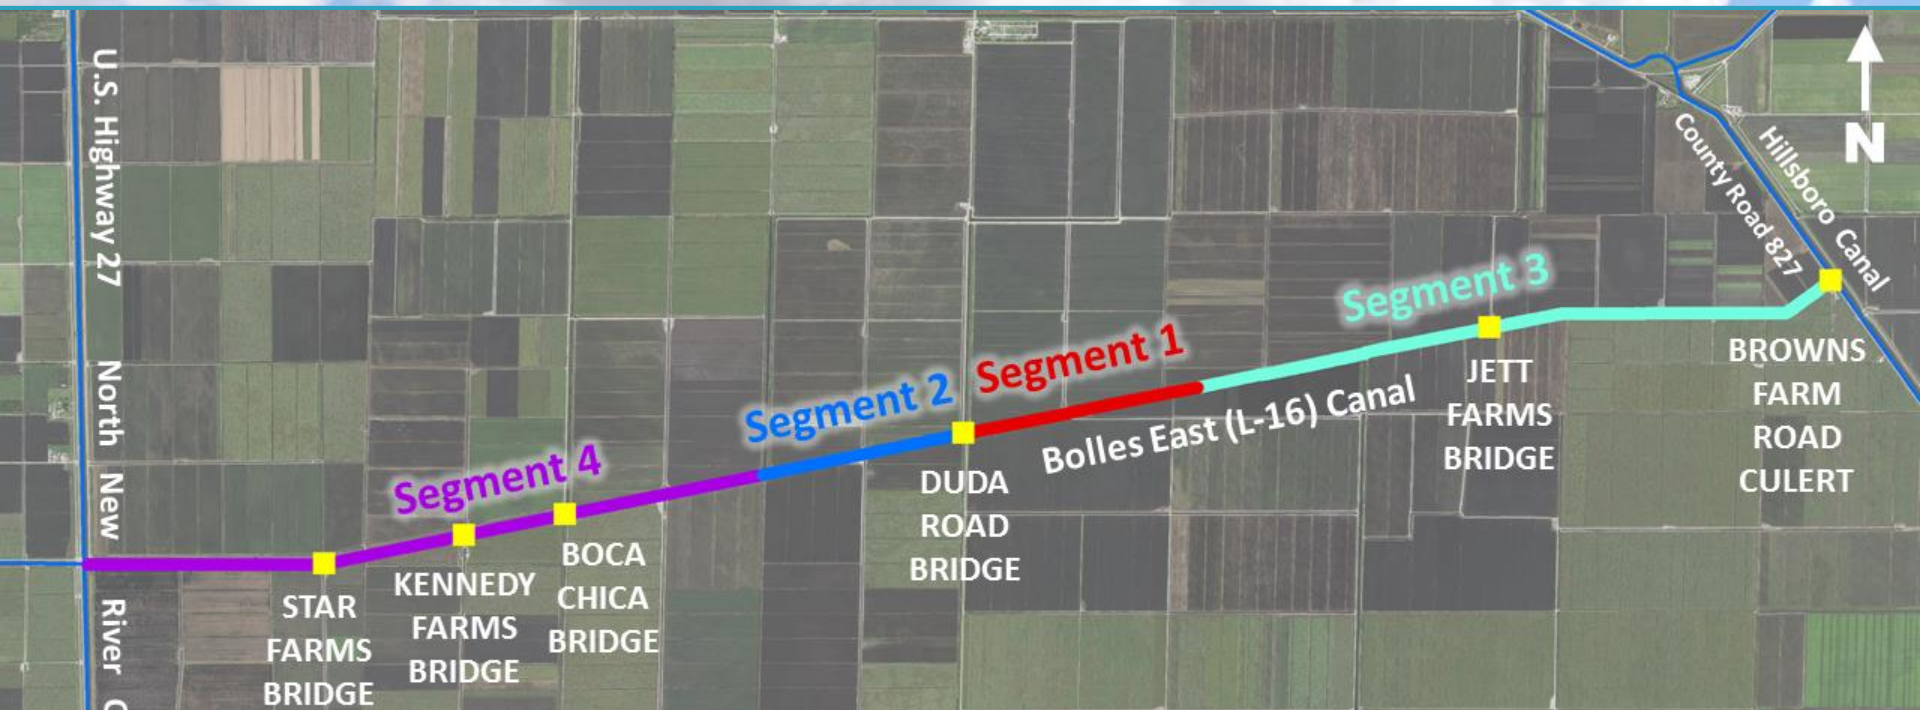 U.S. Highway 27
North New
River C
N
County Road 827
Hillsboro Canal
Segment 3
Segment 1
Segment 2
Segment 4
Bolles East (L-16) Canal
JETT
FARMS
BRIDGE
BROWNS
FARM
ROAD
CULERT
DUDA
ROAD
BRIDGE
BOCA
CHICA
BRIDGE
KENNEDY
FARMS
BRIDGE
STAR
FARMS
BRIDGE